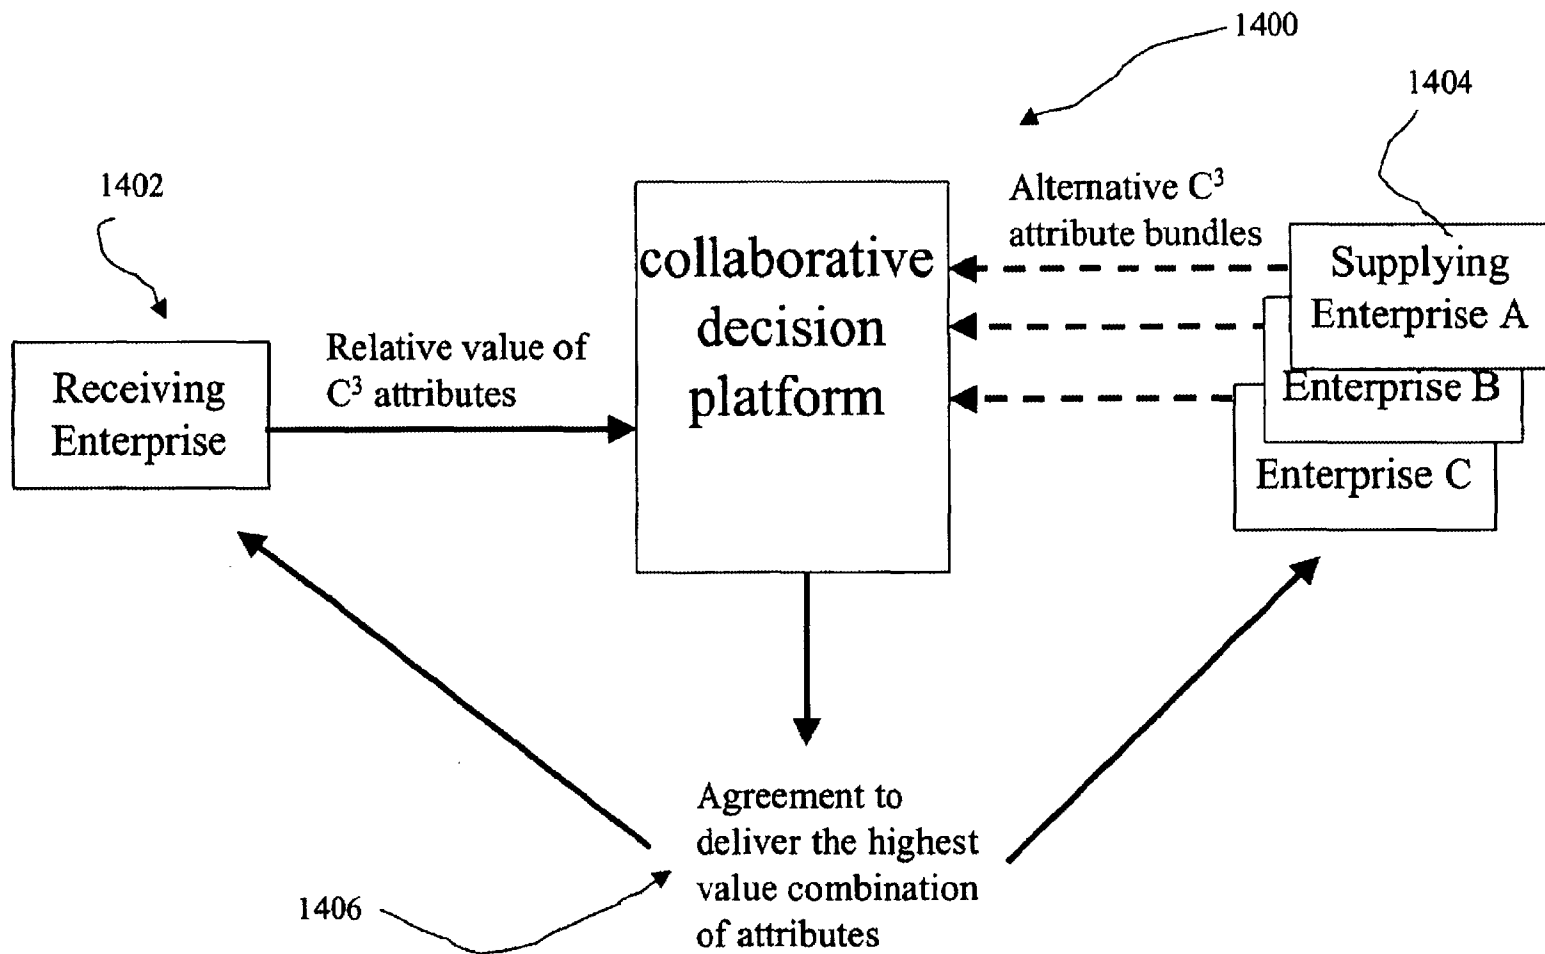 1400
1404
1402
Alternative C³
attribute bundles
collaborative
decision
platform
Supplying
Enterprise A
Enterprise B
Enterprise C
Relative value of
C³ attributes
Receiving
Enterprise
Agreement to
deliver the highest
value combination
of attributes
1406